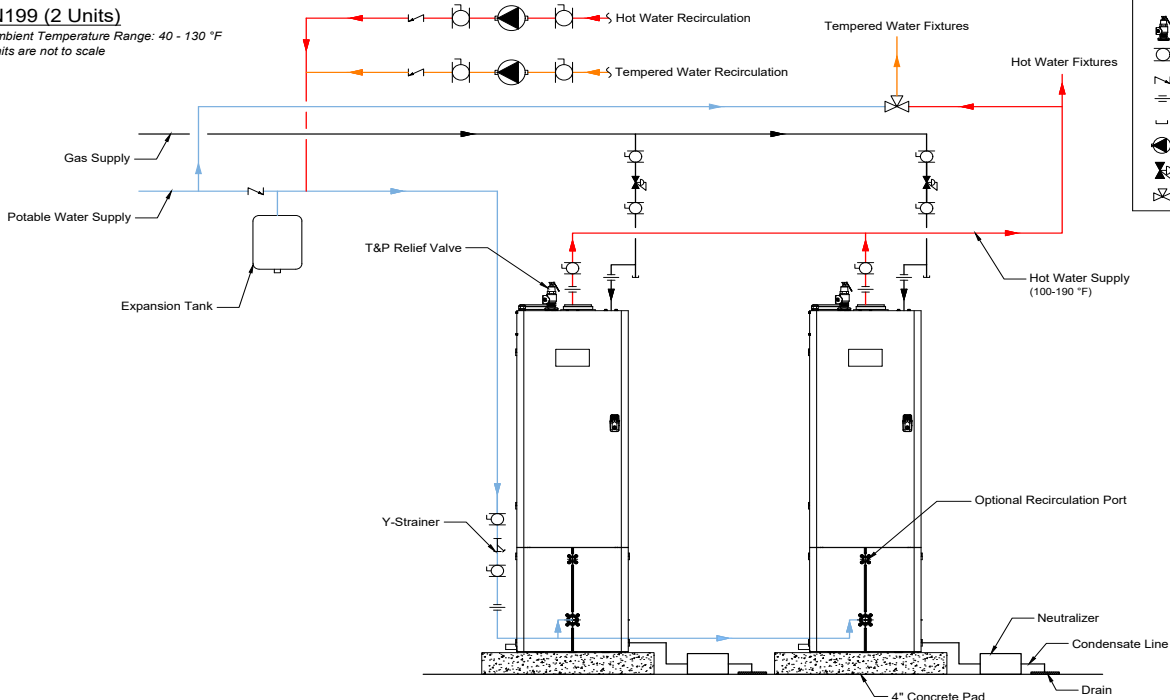 N199 (2 Units)
mbient Temperature Range: 40 - 130 °F
nits are not to scale
Hot Water Recirculation
Tempered Water Recirculation
Tempered Water Fixtures
Hot Water Fixtures
Gas Supply
Potable Water Supply
Expansion Tank
T&P Relief Valve
Hot Water Supply
(100-190 °F)
Y-Strainer
Optional Recirculation Port
Neutralizer
Condensate Line
Drain
4" Concrete Pad